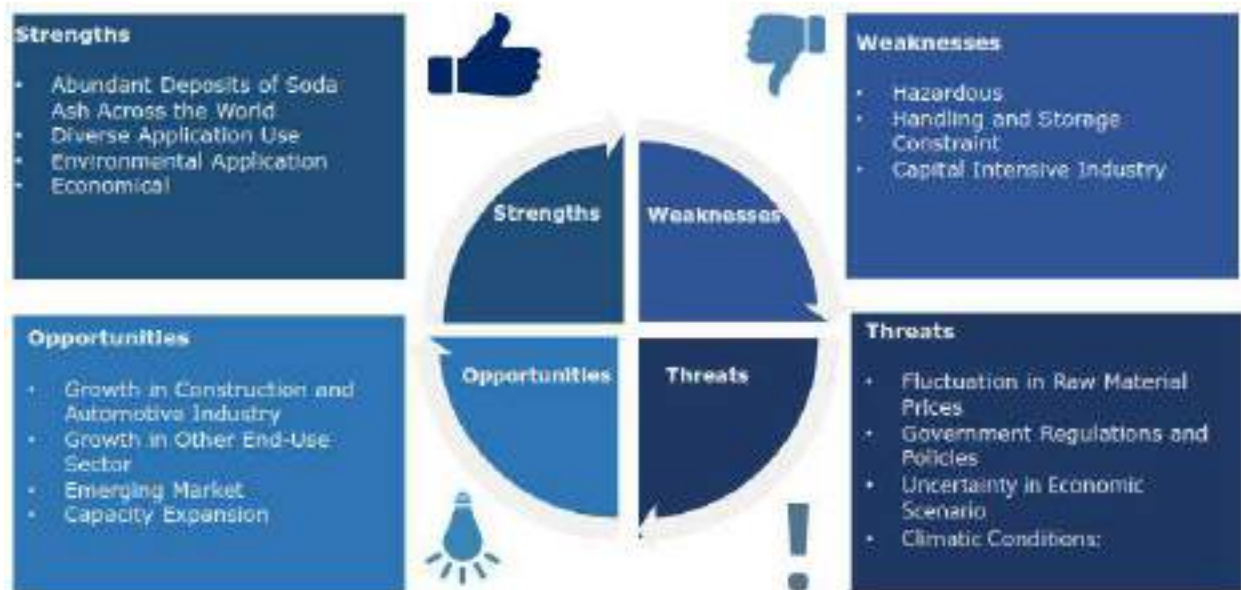 Strengths
• Abundant Deposits of Soda
Ash Across the World
• Diverse Application Use
• Environmental Application
• Economical
Weaknesses
• Hazardous
• Handling and Storage
Constraint
• Capital Intensive Industry
Strengths
Weaknesses
Opportunities
Threats
Opportunities
• Growth in Construction and
Automotive Industry
• Growth in Other End-Use
Sector
• Emerging Market
• Capacity Expansion
Threats
• Fluctuation in Raw Material
Prices
• Government Regulations and
Policies
• Uncertainty in Economic
Scenario
• Climatic Conditions: